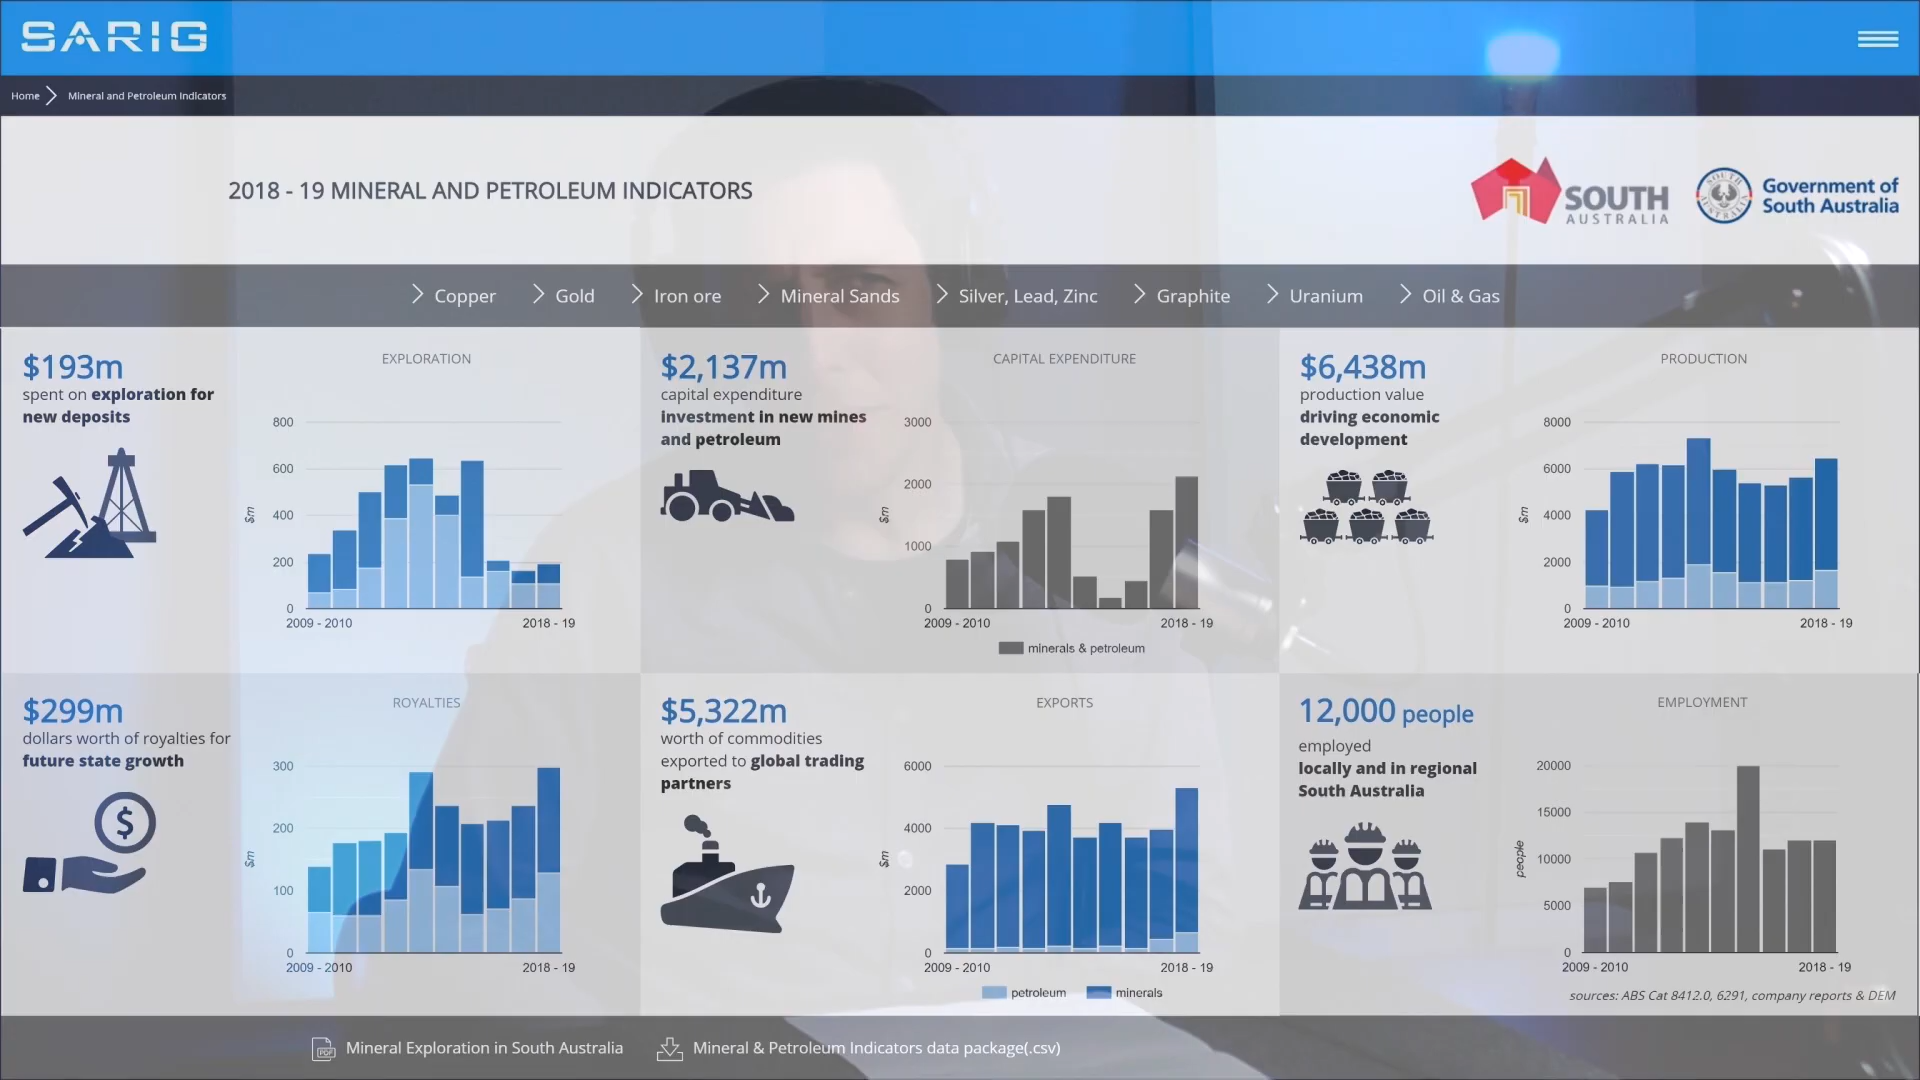 SARIG
Home
Mineral and Petroleum Indicators
2018 - 19 MINERAL AND PETROLEUM INDICATORS
SOUTH
AUSTRALIA
Government of
South Australia
Copper
Gold
Iron ore
Mineral Sands
Silver, Lead, Zinc
Graphite
Uranium
Oil & Gas
$193m
spent on exploration for
new deposits
EXPLORATION
800
600
400
200
0
$m
2009 - 2010
2018 - 19
$2,137m
capital expenditure
investment in new mines
and petroleum
CAPITAL EXPENDITURE
3000
2000
1000
0
$m
2009 - 2010
2018 - 19
minerals & petroleum
$6,438m
production value
driving economic
development
PRODUCTION
8000
6000
4000
2000
0
$m
2009 - 2010
2018 - 19
$299m
dollars worth of royalties for
future state growth
$
ROYALTIES
300
200
100
0
$m
2009 - 2010
2018 - 19
$5,322m
worth of commodities
exported to global trading
partners
EXPORTS
6000
4000
2000
0
$m
2009 - 2010
2018 - 19
petroleum
minerals
12,000 people
employed
locally and in regional
South Australia
EMPLOYMENT
20000
15000
10000
5000
0
people
2009 - 2010
2018 - 19
sources: ABS Cat 8412.0, 6291, company reports & DEM
PDF
Mineral Exploration in South Australia
Mineral & Petroleum Indicators data package(.csv)